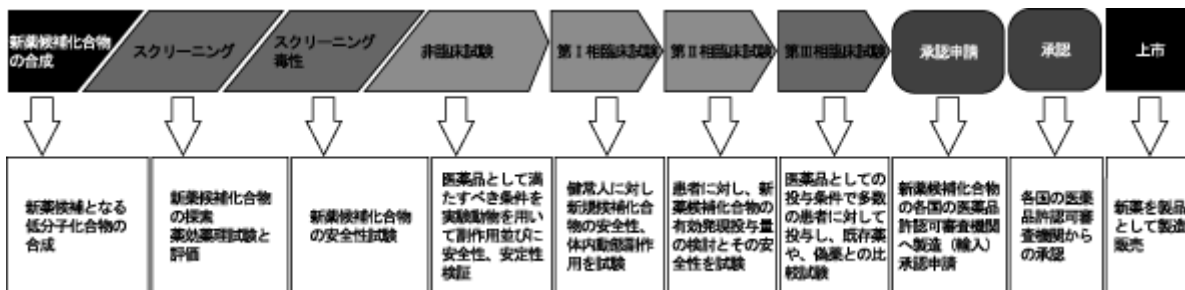 新薬候補化合物
の合成
スクリーニング
スクリーニング
毒性
非臨床試験
第Ⅰ相臨床試験
第Ⅱ相臨床試験
第Ⅲ相臨床試験
承認申請
承認
上市
新薬候補となる
低分子化合物の
合成
新薬候補化合物
の探索
薬効薬理試験と
評価
新薬候補化合物
の安全性試験
医薬品として満
たすべき条件を
実験動物を用い
て副作用並びに
安全性、安定性
検証
健常人に対し
新規候補化合
物の安全性、
体内動態副作
用を試験
患者に対し、新
薬候補化合物の
有効発現投与量
の検討とその安
全性を試験
医薬品としての
投与条件で多数
の患者に対して
投与し、既存薬
や、偽薬との比
較試験
新薬候補化合物
の各国の医薬品
許認可審査機関
へ製造（輸入）
承認申請
各国の医薬
品許認可審
査機関から
の承認
新薬を製品
として製造
販売